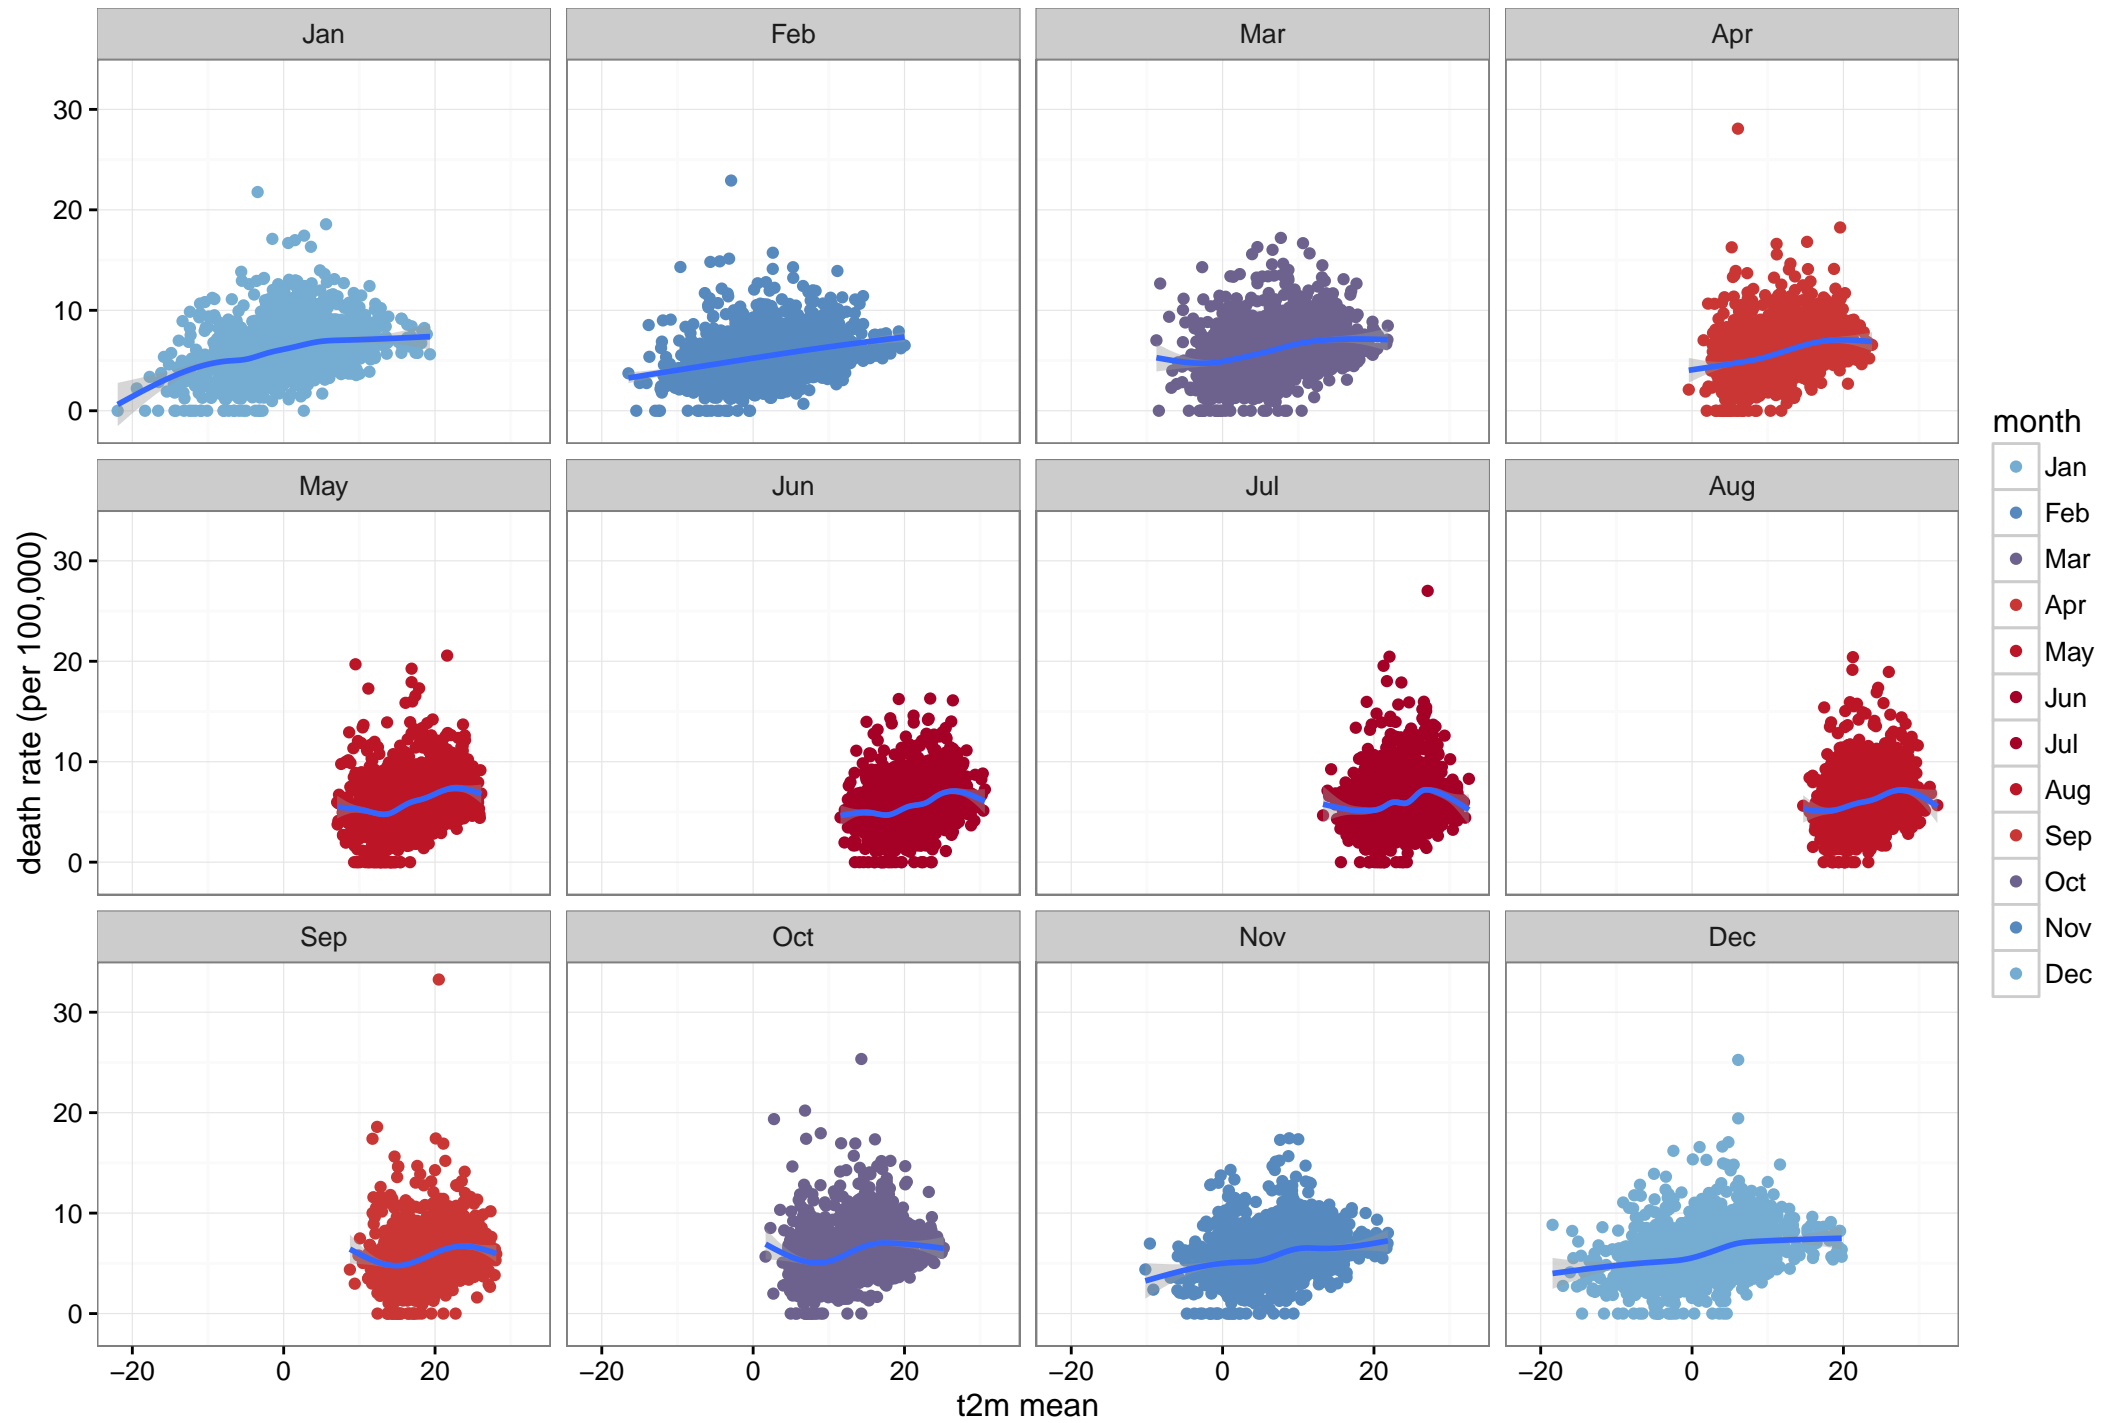 Jan Feb Mar Apr
30
20
10
0
May Jun Jul Aug
30
20
10
0
Sep Oct Nov Dec
30
20
10
0
−20 0 20 −20 0 20 −20 0 20 −20 0 20
t2m mean
death rate (per 100,000)
month
Jan
Feb
Mar
Apr
May
Jun
Jul
Aug
Sep
Oct
Nov
Dec